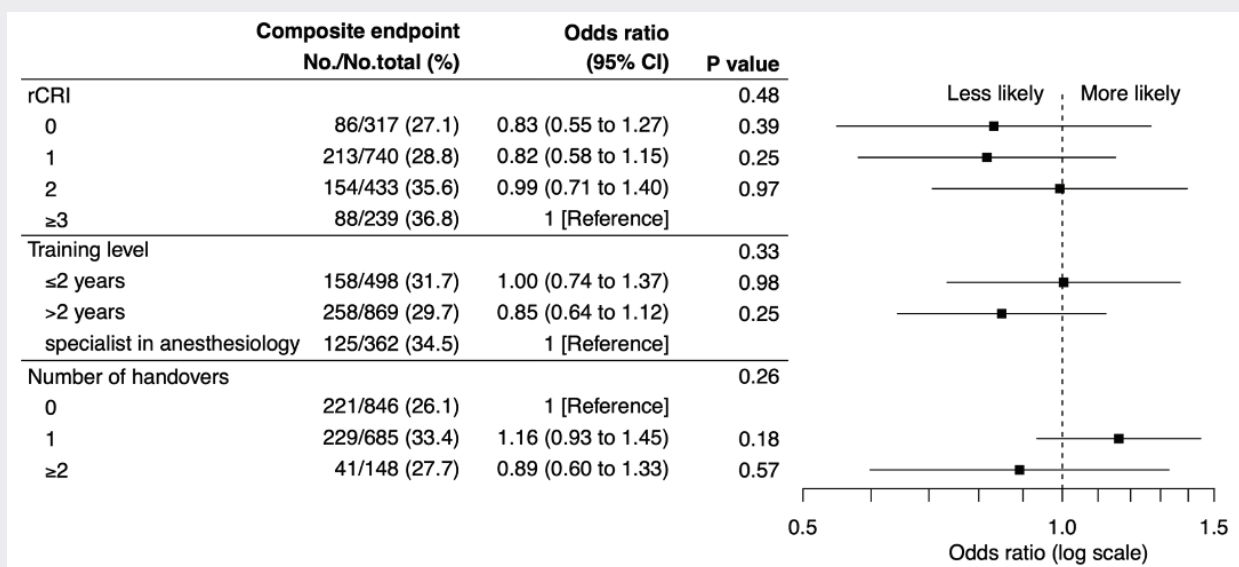 Composite endpoint Odds ratio
No./No.total (%) (95% CI) P value
rCRI 0.48 Less likely More likely
0 86/317 (27.1) 0.83 (0.55 to 1.27) 0.39
1 213/740 (28.8) 0.82 (0.58 to 1.15) 0.25
2 154/433 (35.6) 0.99 (0.71 to 1.40) 0.97
≥3 88/239 (36.8) 1 [Reference]
Training level 0.33
≤2 years 158/498 (31.7) 1.00 (0.74 to 1.37) 0.98
>2 years 258/869 (29.7) 0.85 (0.64 to 1.12) 0.25
specialist in anesthesiology 125/362 (34.5) 1 [Reference]
Number of handovers 0.26
0 221/846 (26.1) 1 [Reference]
1 229/685 (33.4) 1.16 (0.93 to 1.45) 0.18
≥2 41/148 (27.7) 0.89 (0.60 to 1.33) 0.57
0.5 1.0 1.5
Odds ratio (log scale)